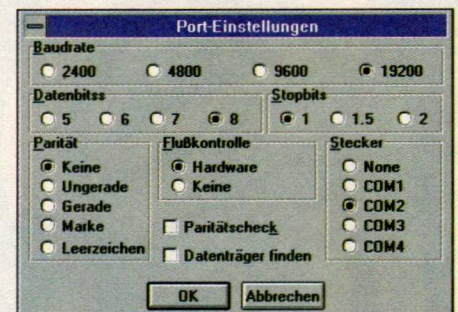 Port-Einstellungen
Baudrate
2400 4800 9600 19200
Datenbitss Stopbits
5 6 7 8 1 1.5 2
Parität Flußkontrolle Stecker
Keine Hardware None
Ungerade Keine COM1
Gerade COM2
Marke Paritätscheck COM3
Leerzeichen Datenträger finden COM4
OK Abbrechen